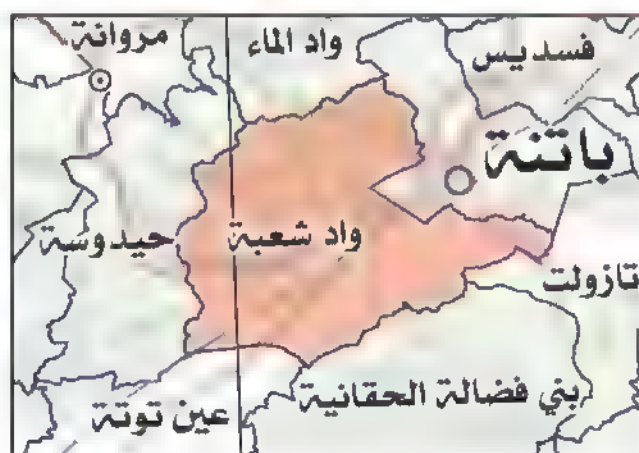 مروانة
واد الماء
فسديس
باتنة
حيدوسة
واد شعبة
تازولت
بني فضالة الحقانية
عين توتة